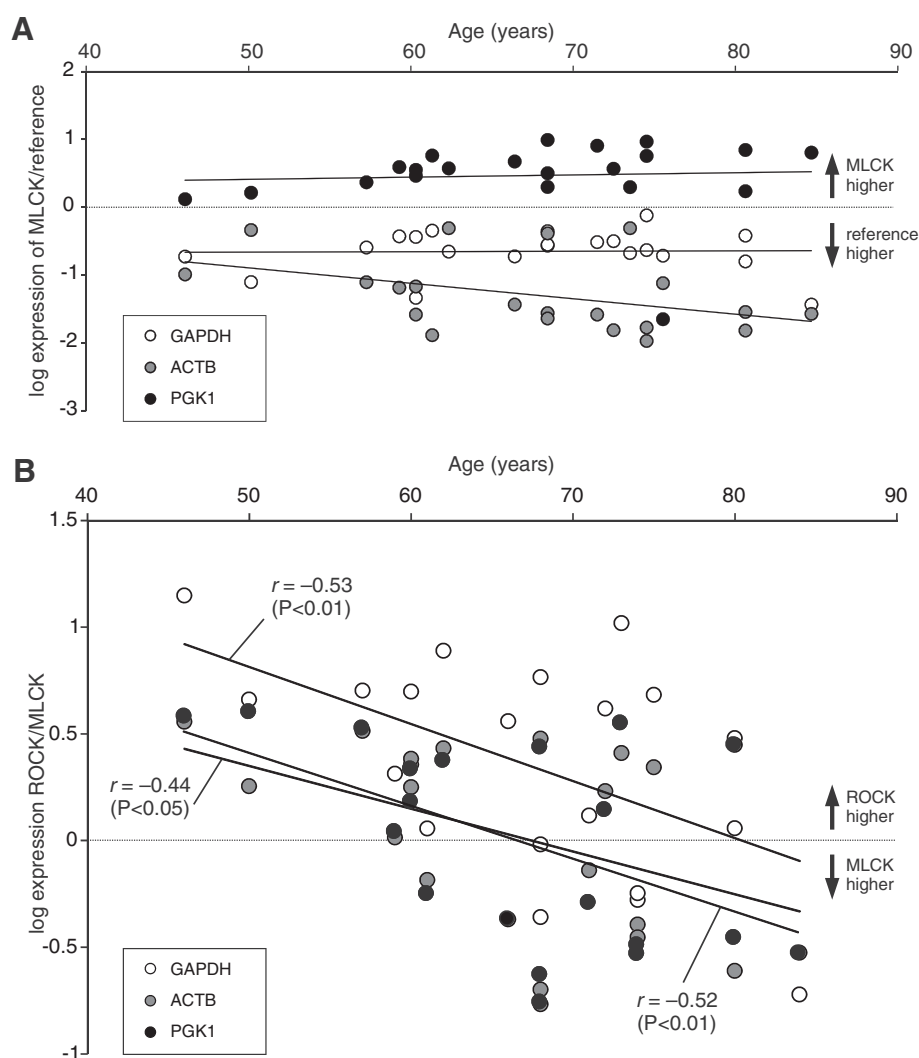 A
Age (years)
40 50 60 70 80 90
2
1
0
-1
-2
-3
log expression of MLCK/reference
MLCK
higher
reference
higher
GAPDH
ACTB
PGK1
B
Age (years)
40 50 60 70 80 90
1.5
1
0.5
0
-0.5
-1
log expression ROCK/MLCK
r = –0.53
(P<0.01)
r = –0.44
(P<0.05)
ROCK
higher
MLCK
higher
r = –0.52
(P<0.01)
GAPDH
ACTB
PGK1